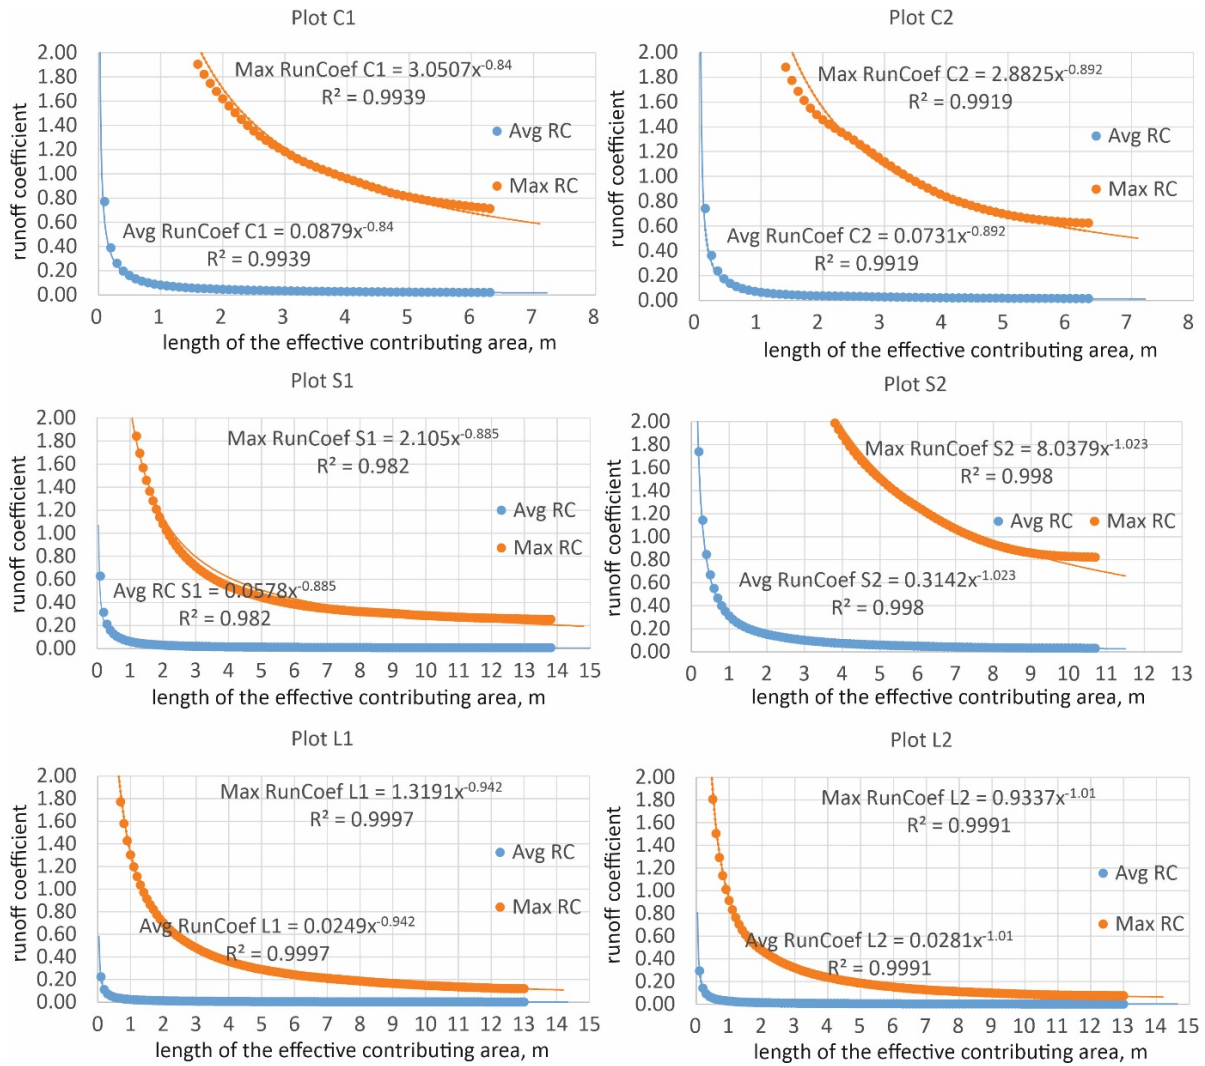 Plot C1
2.00
1.80
1.60
1.40
1.20
1.00
0.80
0.60
0.40
0.20
0.00
runoff coefficient
Max RunCoef C1 = 3.0507x^-0.84
R² = 0.9939
Avg RC
Max RC
Avg RunCoef C1 = 0.0879x^-0.84
R² = 0.9939
0 1 2 3 4 5 6 7 8
length of the effective contributing area, m
Plot C2
2.00
1.80
1.60
1.40
1.20
1.00
0.80
0.60
0.40
0.20
0.00
runoff coefficient
Max RunCoef C2 = 2.8825x^-0.892
R² = 0.9919
Avg RC
Max RC
Avg RunCoef C2 = 0.0731x^-0.892
R² = 0.9919
0 1 2 3 4 5 6 7 8
length of the effective contributing area, m
Plot S1
2.00
1.80
1.60
1.40
1.20
1.00
0.80
0.60
0.40
0.20
0.00
runoff coefficient
Max RunCoef S1 = 2.105x^-0.885
R² = 0.982
Avg RC
Max RC
Avg RC S1 = 0.0578x^-0.885
R² = 0.982
0 1 2 3 4 5 6 7 8 9 10 11 12 13 14 15
length of the effective contributing area, m
Plot S2
2.00
1.80
1.60
1.40
1.20
1.00
0.80
0.60
0.40
0.20
0.00
runoff coefficient
Max RunCoef S2 = 8.0379x^-1.023
R² = 0.998
Avg RC Max RC
Avg RunCoef S2 = 0.3142x^-1.023
R² = 0.998
0 1 2 3 4 5 6 7 8 9 10 11 12 13
length of the effective contributing area, m
Plot L1
2.00
1.80
1.60
1.40
1.20
1.00
0.80
0.60
0.40
0.20
0.00
runoff coefficient
Max RunCoef L1 = 1.3191x^-0.942
R² = 0.9997
Avg RC
Max RC
Avg RunCoef L1 = 0.0249x^-0.942
R² = 0.9997
0 1 2 3 4 5 6 7 8 9 10 11 12 13 14 15
length of the effective contributing area, m
Plot L2
2.00
1.80
1.60
1.40
1.20
1.00
0.80
0.60
0.40
0.20
0.00
runoff coefficient
Max RunCoef L2 = 0.9337x^-1.01
R² = 0.9991
Avg RC
Max RC
Avg RunCoef L2 = 0.0281x^-1.01
R² = 0.9991
0 1 2 3 4 5 6 7 8 9 10 11 12 13 14 15
length of the effective contributing area, m